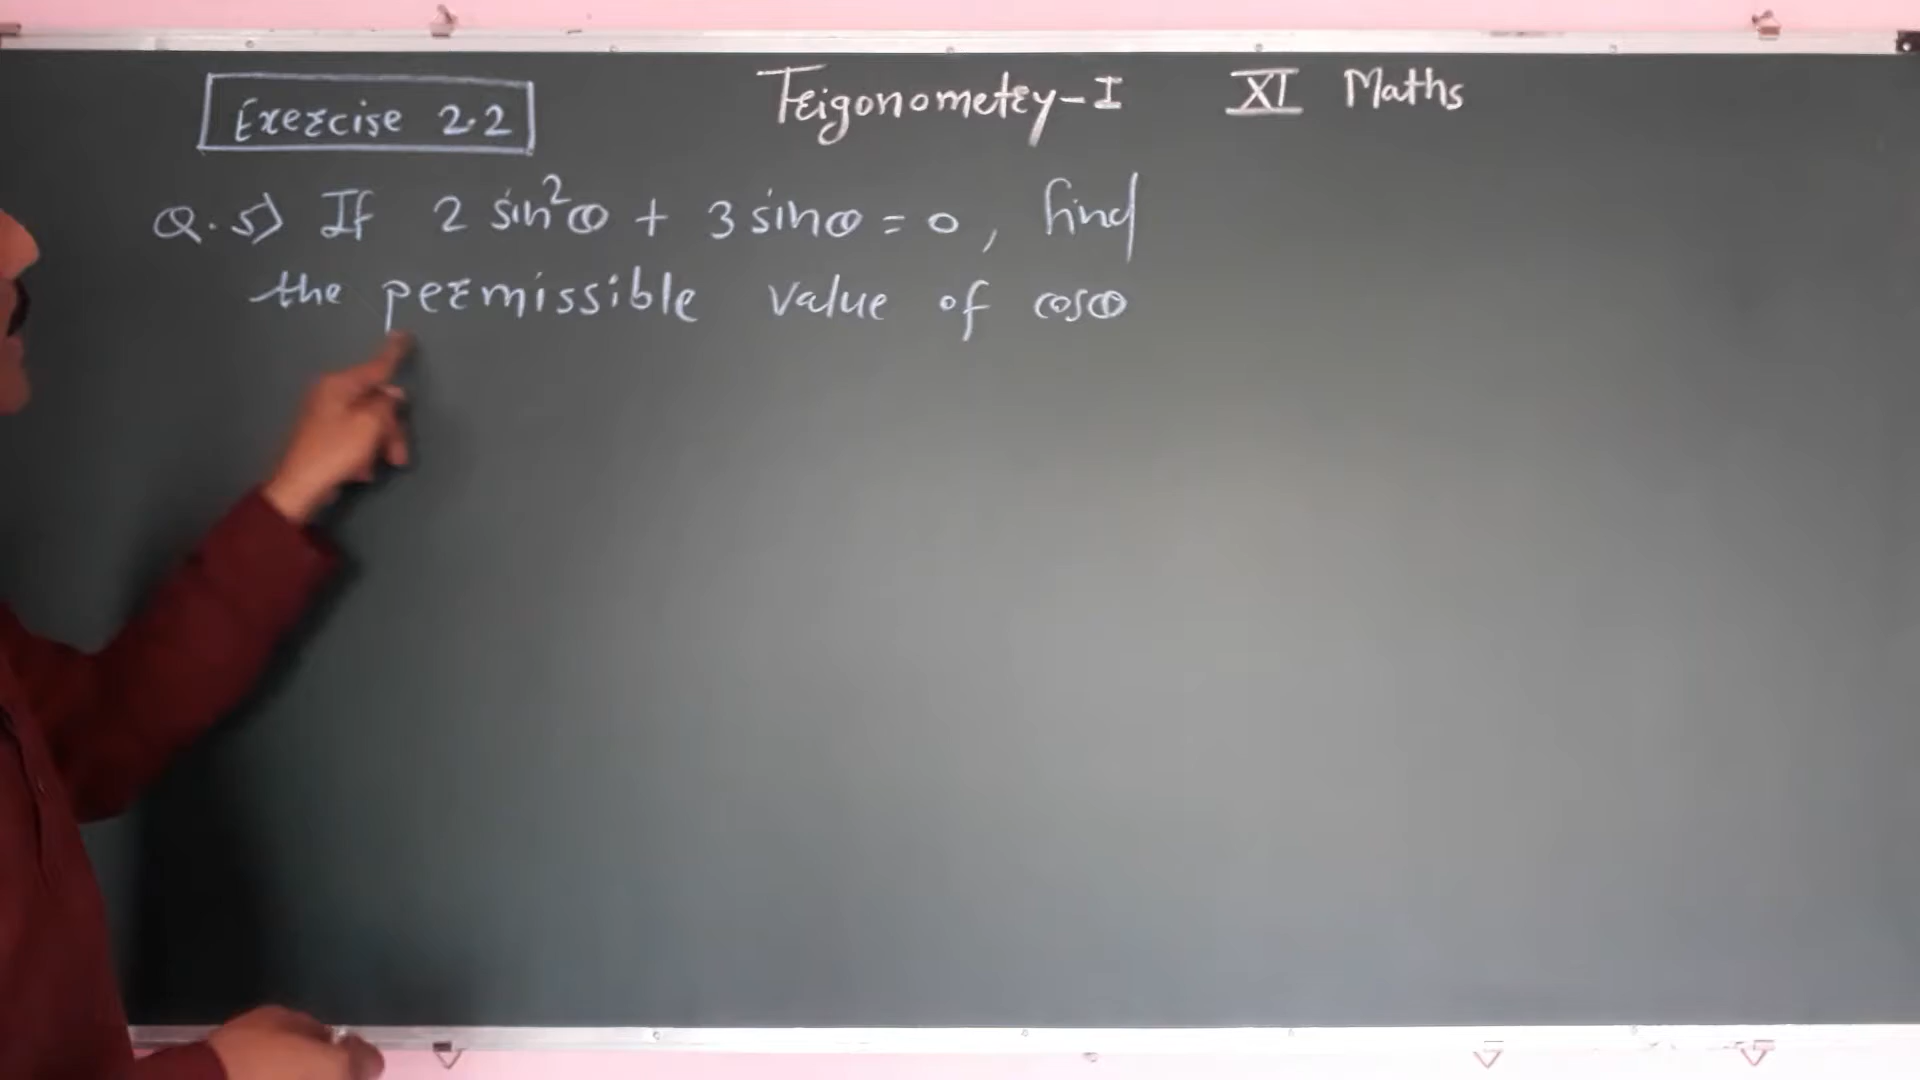 Trigonometry-I XI Maths
Exercise 2.2
Q.5) If 2 sin²θ + 3 sinθ = 0, find
the permissible value of cosθ